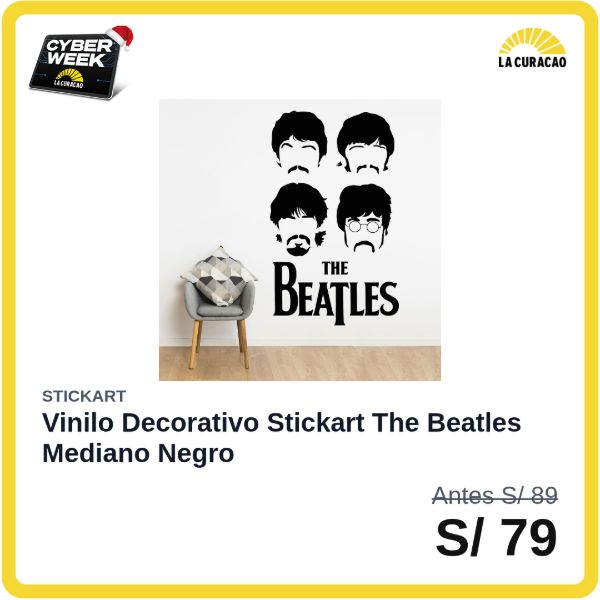 CYBER
WEEK
LA CURACAO
LA CURACAO
THE
BEATLES
STICKART
Vinilo Decorativo Stickart The Beatles
Mediano Negro
Antes S/ 89
S/ 79